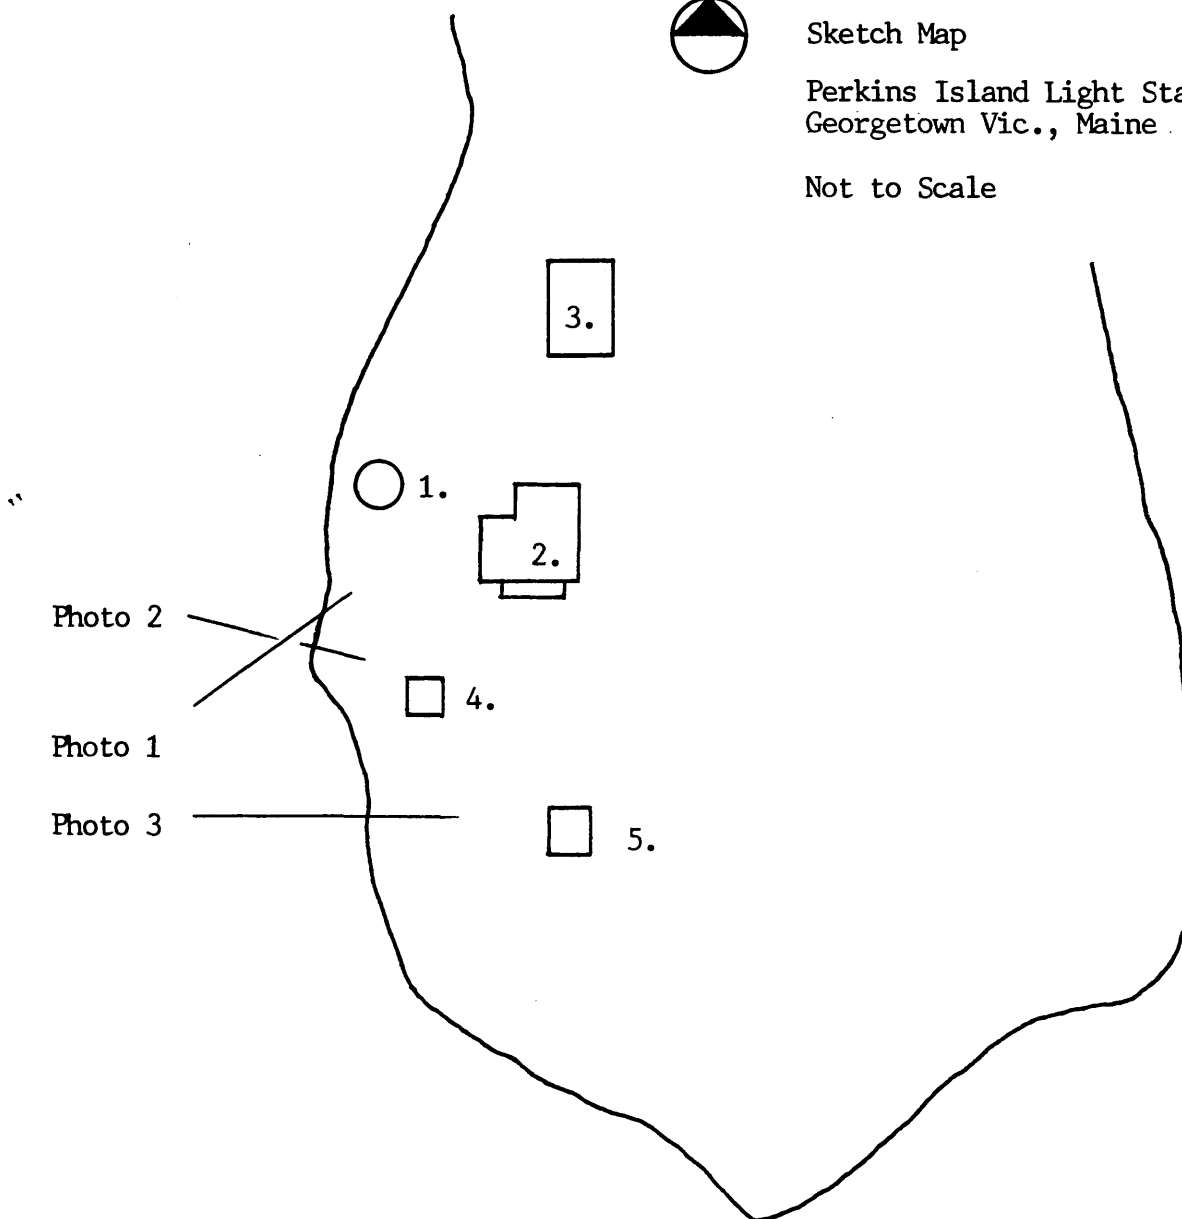 Sketch Map
Perkins Island Light Sta
Georgetown Vic., Maine
Not to Scale
3.
1.
2.
Photo 2
4.
Photo 1
Photo 3
5.